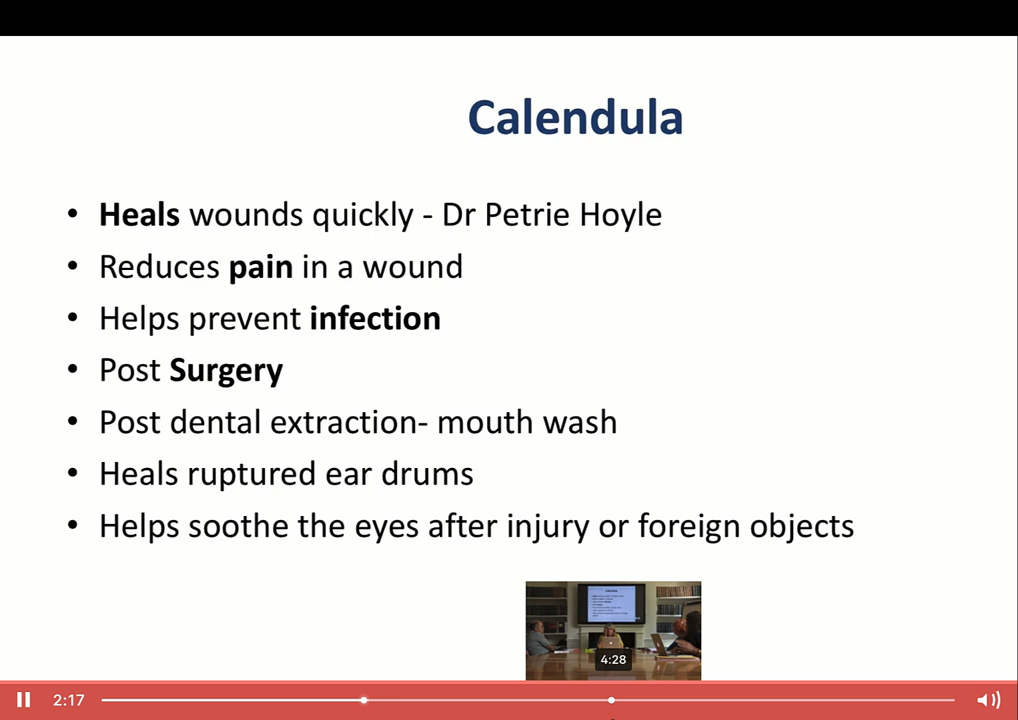 Calendula
• Heals wounds quickly - Dr Petrie Hoyle
• Reduces pain in a wound
• Helps prevent infection
• Post Surgery
• Post dental extraction- mouth wash
• Heals ruptured ear drums
• Helps soothe the eyes after injury or foreign objects
4:28
2:17